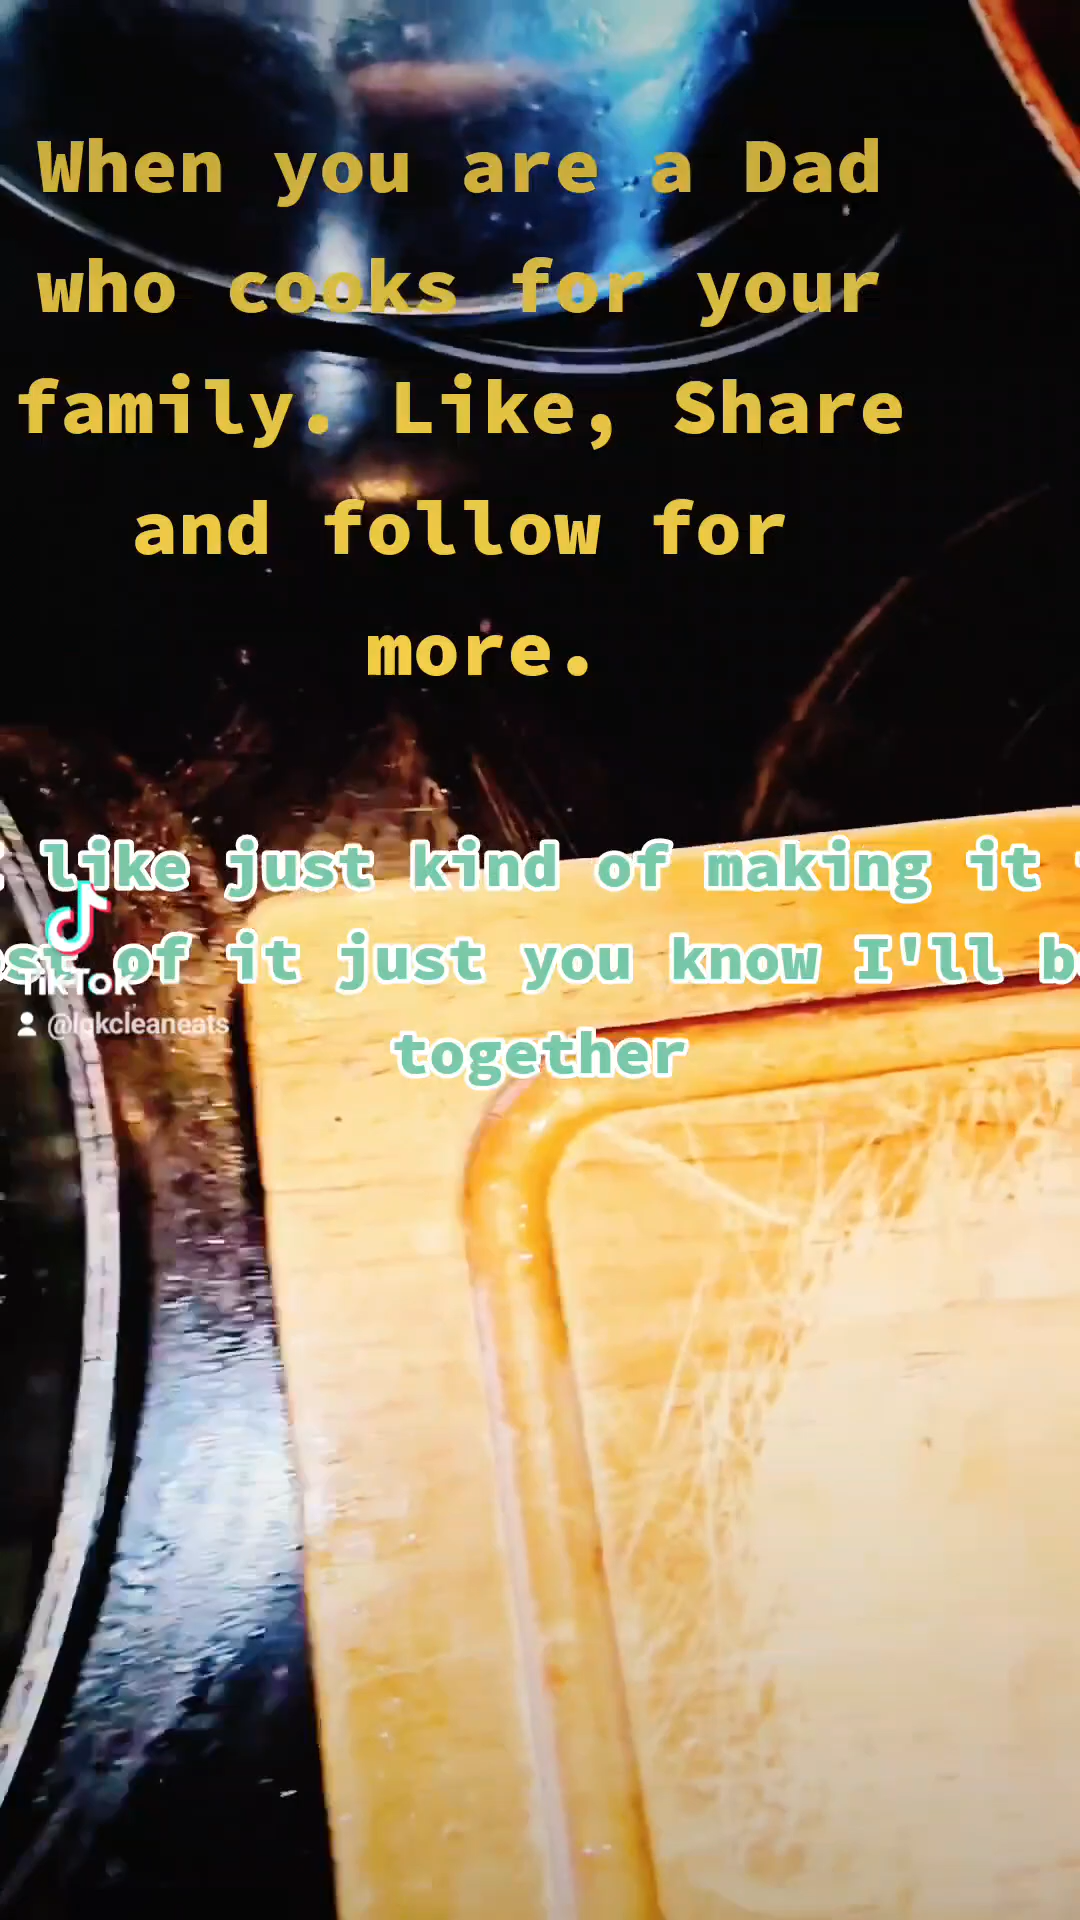 When you are a Dad
who cooks for your
family. Like, Share
and follow for
more.
like just kind of making it
of it just you know I'll
together
TikTok
@lgkcleaneats